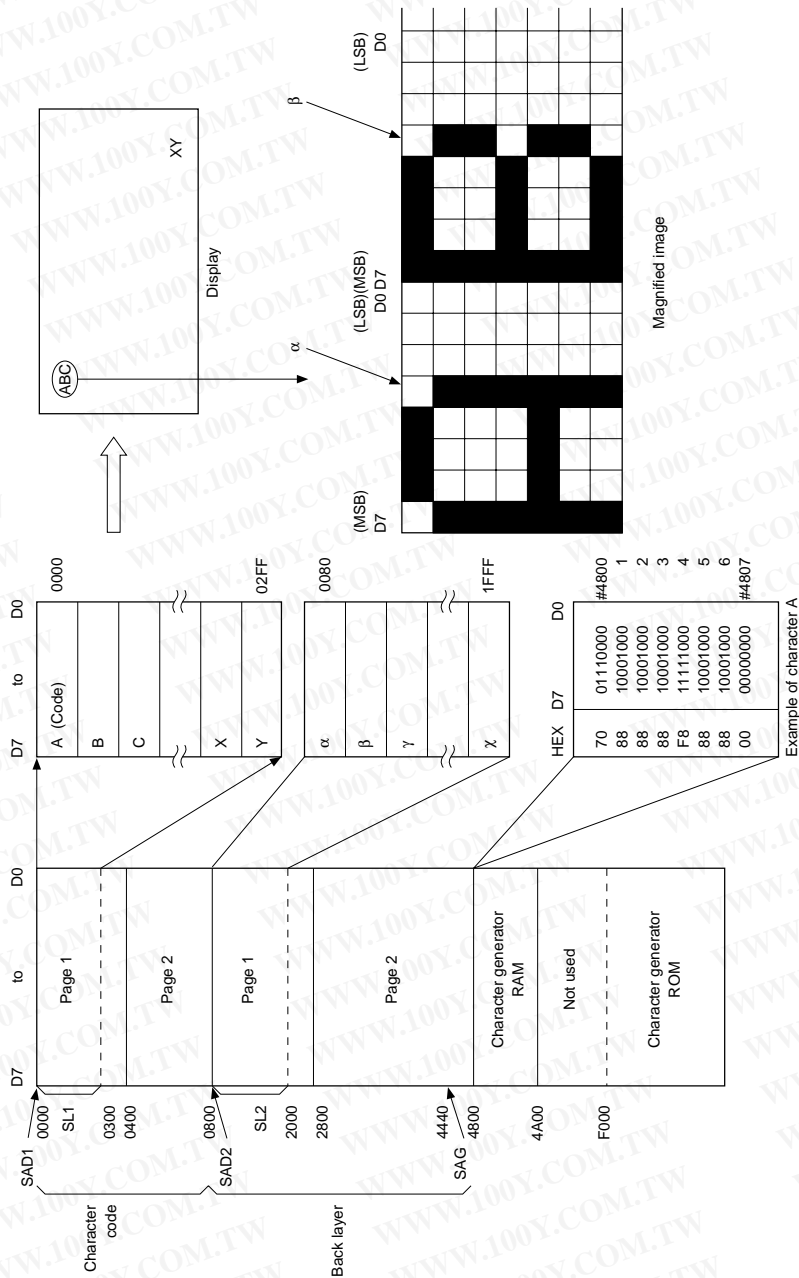 D7 to D0
SAD1
0000
SL1
0300
0400
0800
SAD2
SL2
2000
2800
4440
SAG
4800
4A00
F000
Character
code
Back layer
Page 1
Page 2
Page 1
Page 2
Character generator
RAM
Not used
Character generator
ROM
D7 to D0
A (Code)
B
C
X
Y
0000
02FF
α
β
γ
χ
0080
1FFF
HEX D7 D0
70 01110000 #4800
88 10001000 1
88 10001000 2
88 10001000 3
F8 11111000 4
88 10001000 5
88 10001000 6
00 00000000 #4807
Example of character A
ABC
XY
Display
α
β
(MSB) (LSB)(MSB) (LSB)
D7 D0 D7 D0
Magnified image
WWW.100Y.COM.TW